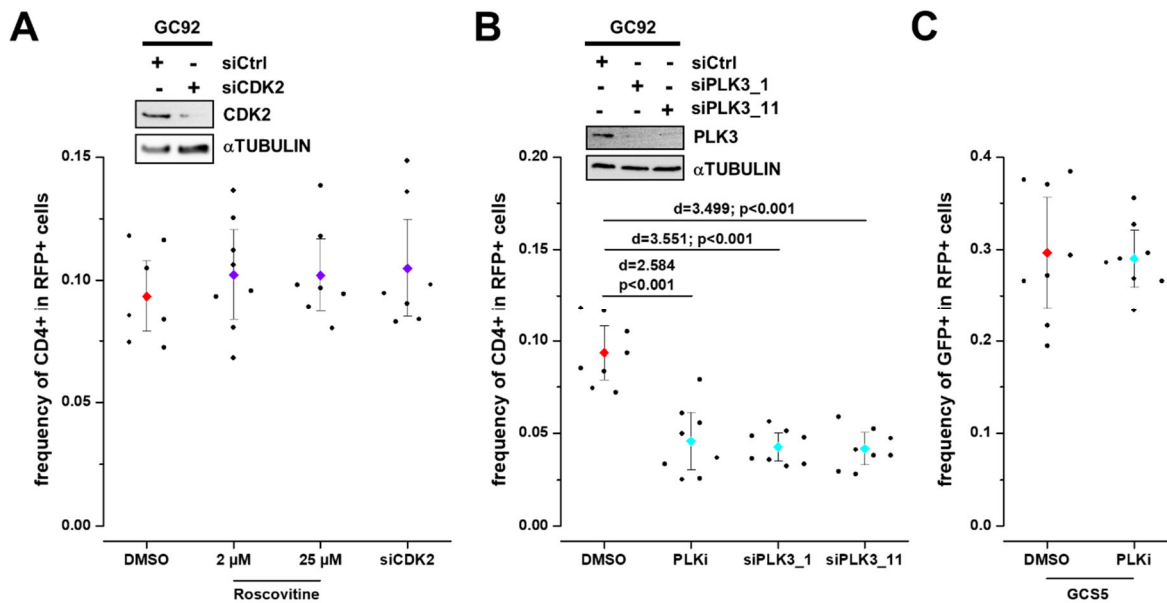 A
GC92
+ - siCtrl
- + siCDK2
CDK2
αTUBULIN
frequency of CD4+ in RFP+ cells
0.15
0.10
0.05
0.00
DMSO 2 µM 25 µM siCDK2
Roscovitine
B
GC92
+ - - siCtrl
- + - siPLK3_1
- - + siPLK3_11
PLK3
αTUBULIN
frequency of CD4+ in RFP+ cells
0.20
0.15
0.10
0.05
0.00
d=3.499; p<0.001
d=3.551; p<0.001
d=2.584
p<0.001
DMSO PLKi siPLK3_1 siPLK3_11
C
frequency of GFP+ in RFP+ cells
0.4
0.3
0.2
0.1
0.0
DMSO PLKi
GCS5